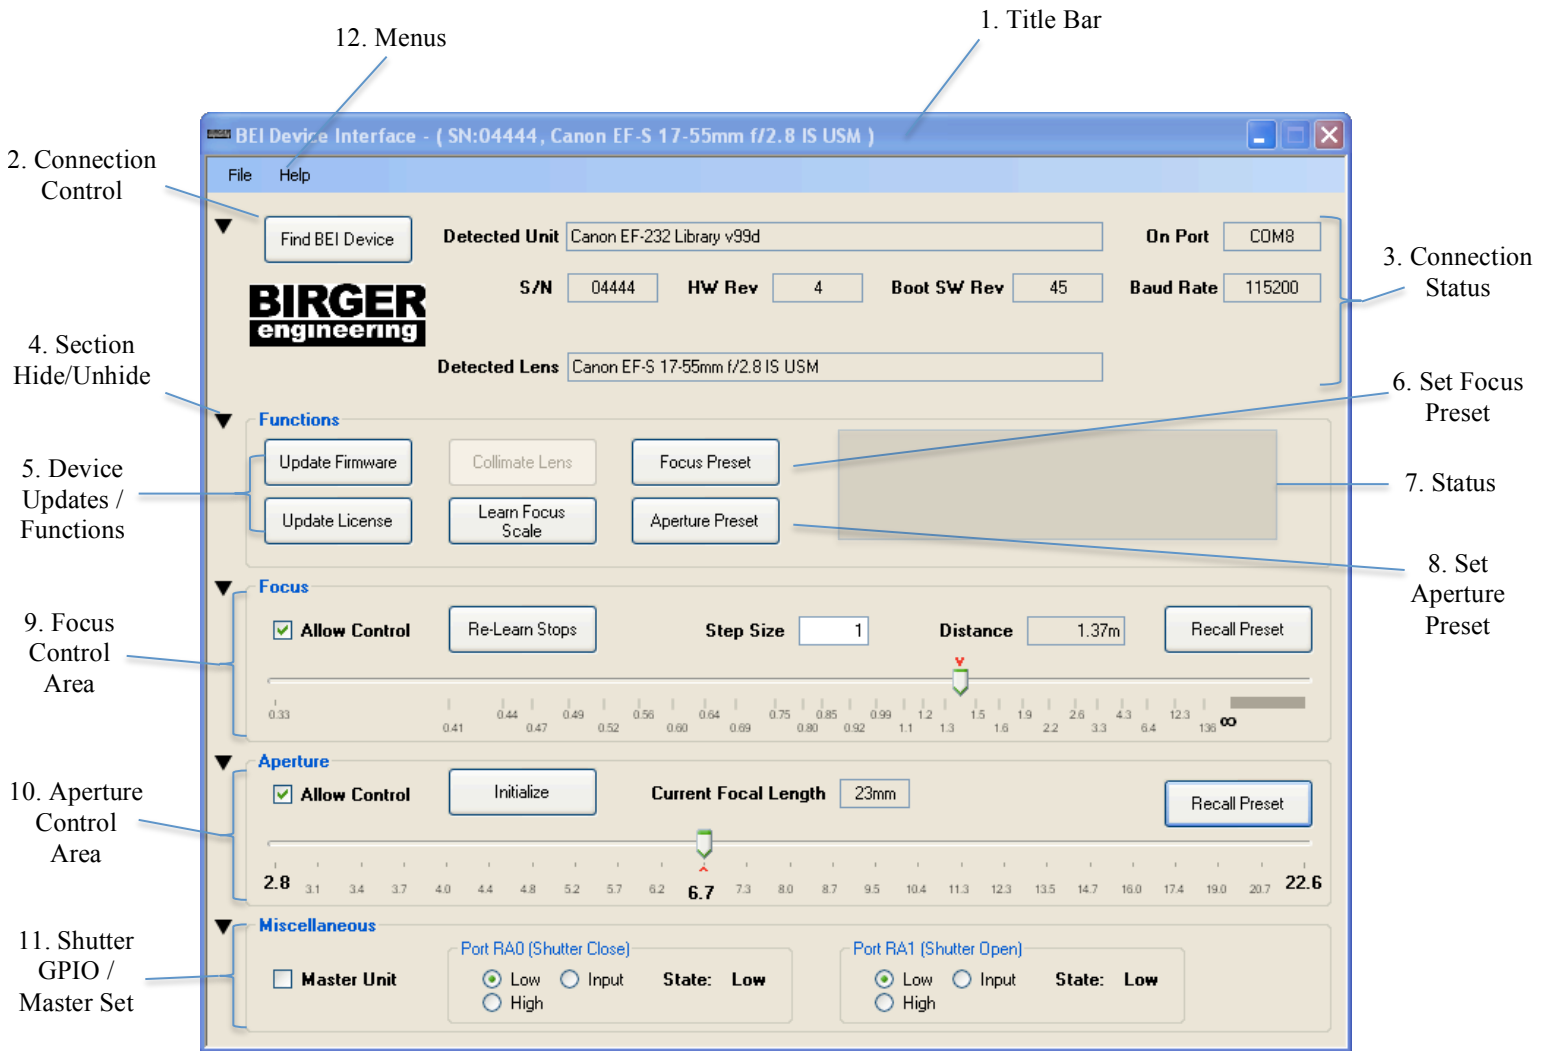 1. Title Bar
12. Menus
BEI Device Interface - ( SN:04444, Canon EF-S 17-55mm f/2.8 IS USM )
2. Connection
Control
File Help
Find BEI Device
Detected Unit Canon EF-232 Library v99d On Port COM8
S/N 04444 HW Rev 4 Boot SW Rev 45 Baud Rate 115200
BIRGER
engineering
Detected Lens Canon EF-S 17-55mm f/2.8 IS USM
3. Connection
Status
4. Section
Hide/Unhide
6. Set Focus
Preset
Functions
Update Firmware Collimate Lens Focus Preset
Update License Learn Focus
Scale Aperture Preset
5. Device
Updates /
Functions
7. Status
8. Set
Aperture
Preset
Focus
Allow Control Re-Learn Stops Step Size 1 Distance 1.37m Recall Preset
9. Focus
Control
Area
0.33 0.44 0.49 0.56 0.64 0.75 0.85 0.99 1.2 1.5 1.9 2.6 4.3 12.3
0.41 0.47 0.52 0.60 0.69 0.80 0.92 1.1 1.3 1.6 2.2 3.3 6.4 136 ∞
Aperture
Allow Control Initialize Current Focal Length 23mm Recall Preset
10. Aperture
Control
Area
2.8 3.1 3.4 3.7 4.0 4.4 4.8 5.2 5.7 6.2 6.7 7.3 8.0 8.7 9.5 10.4 11.3 12.3 13.5 14.7 16.0 17.4 19.0 20.7 22.6
Miscellaneous
11. Shutter
GPIO /
Master Set
Master Unit
Port RA0 (Shutter Close)
Low Input State: Low
High
Port RA1 (Shutter Open)
Low Input State: Low
High